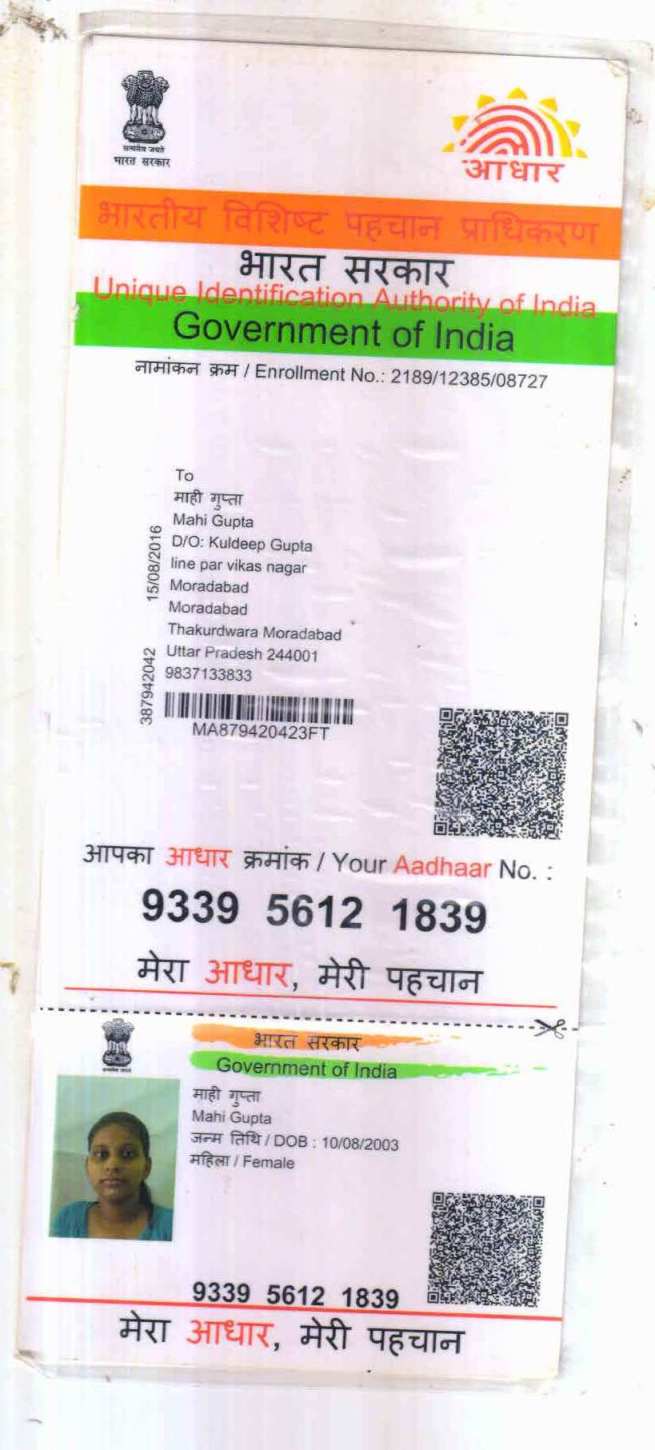 सत्यमेव जयते
भारत सरकार
आधार
भारतीय विशिष्ट पहचान प्राधिकरण
भारत सरकार
Unique Identification Authority of India
Government of India
नामांकन क्रम / Enrollment No.: 2189/12385/08727
To
माही गुप्ता
Mahi Gupta
D/O: Kuldeep Gupta
line par vikas nagar
Moradabad
Moradabad
Thakurdwara Moradabad
Uttar Pradesh 244001
9837133833
387942042 15/08/2016
MA879420423FT
आपका आधार क्रमांक / Your Aadhaar No. :
9339 5612 1839
मेरा आधार, मेरी पहचान
भारत सरकार
Government of India
माही गुप्ता
Mahi Gupta
जन्म तिथि / DOB : 10/08/2003
महिला / Female
9339 5612 1839
मेरा आधार, मेरी पहचान